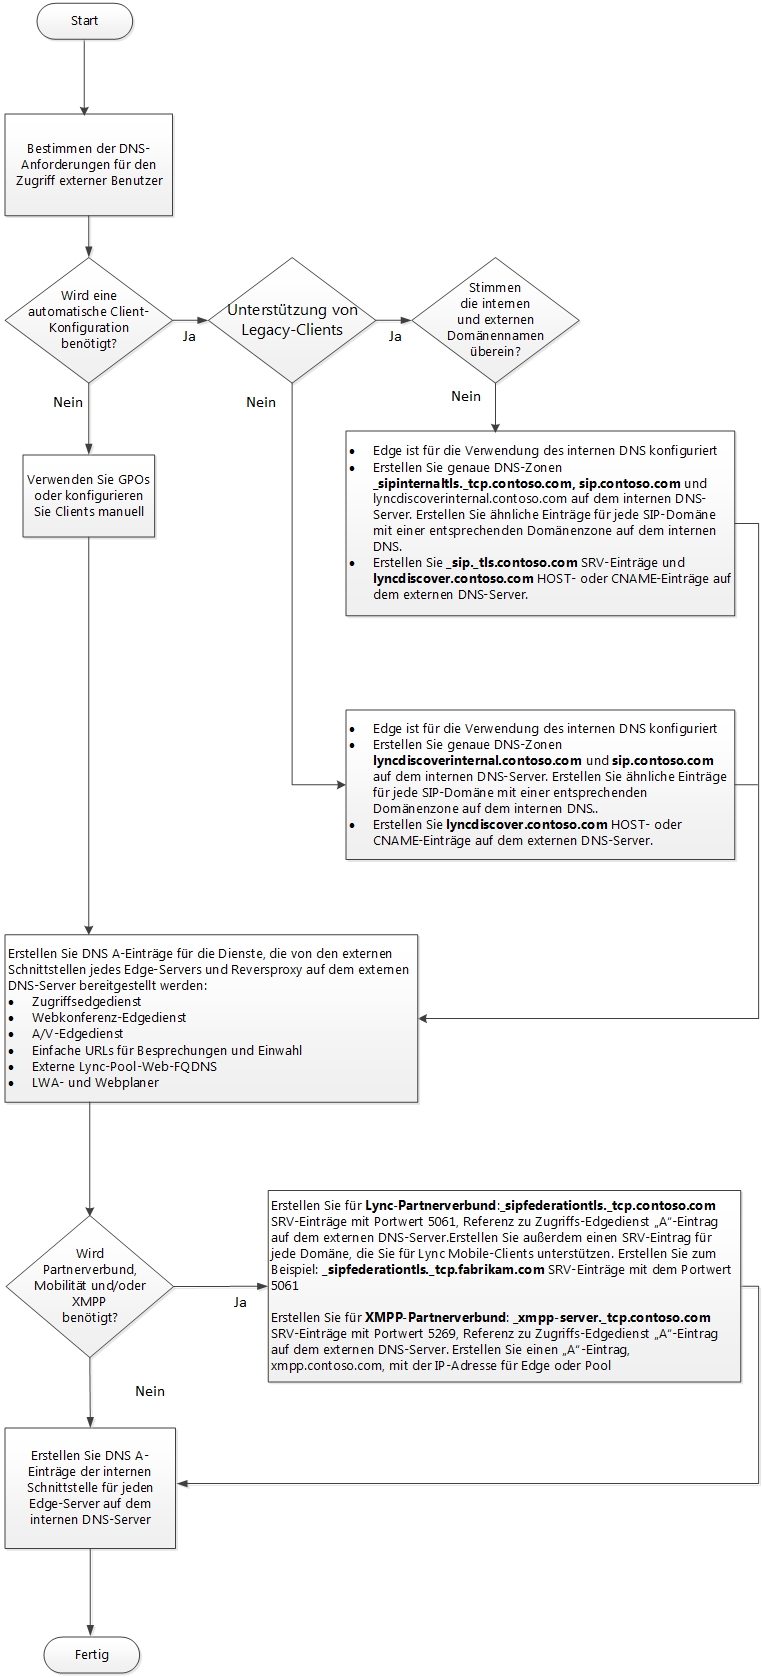 Start
Bestimmen der DNS-
Anforderungen für den
Zugriff externer Benutzer
Wird eine
automatische Client-
Konfiguration
benötigt?
Ja
Nein
Unterstützung von
Legacy-Clients
Ja
Nein
Stimmen
die internen
und externen
Domänennamen
überein?
Nein
Verwenden Sie GPOs
oder konfigurieren
Sie Clients manuell
• Edge ist für die Verwendung des internen DNS konfiguriert
• Erstellen Sie genaue DNS-Zonen
_sipinternaltls._tcp.contoso.com, sip.contoso.com und
lyncdiscoverinternal.contoso.com auf dem internen DNS-
Server. Erstellen Sie ähnliche Einträge für jede SIP-Domäne
mit einer entsprechenden Domänenzone auf dem internen
DNS.
• Erstellen Sie _sip._tls.contoso.com SRV-Einträge und
lyncdiscover.contoso.com HOST- oder CNAME-Einträge auf
dem externen DNS-Server.
• Edge ist für die Verwendung des internen DNS konfiguriert
• Erstellen Sie genaue DNS-Zonen
lyncdiscoverinternal.contoso.com und sip.contoso.com
auf dem internen DNS-Server. Erstellen Sie ähnliche Einträge
für jede SIP-Domäne mit einer entsprechenden
Domänenzone auf dem internen DNS..
• Erstellen Sie lyncdiscover.contoso.com HOST- oder
CNAME-Einträge auf dem externen DNS-Server.
Erstellen Sie DNS A-Einträge für die Dienste, die von den externen
Schnittstellen jedes Edge-Servers und Reversproxy auf dem externen
DNS-Server bereitgestellt werden:
• Zugriffsedgedienst
• Webkonferenz-Edgedienst
• A/V-Edgedienst
• Einfache URLs für Besprechungen und Einwahl
• Externe Lync-Pool-Web-FQDNS
• LWA- und Webplaner
Wird
Partnerverbund,
Mobilität und/oder
XMPP
benötigt?
Ja
Nein
Erstellen Sie für Lync-Partnerverbund:_sipfederationtls._tcp.contoso.com
SRV-Einträge mit Portwert 5061, Referenz zu Zugriffs-Edgedienst „A“-Eintrag
auf dem externen DNS-Server.Erstellen Sie außerdem einen SRV-Eintrag für
jede Domäne, die Sie für Lync Mobile-Clients unterstützen. Erstellen Sie zum
Beispiel: _sipfederationtls._tcp.fabrikam.com SRV-Einträge mit dem Portwert
5061
Erstellen Sie für XMPP-Partnerverbund: _xmpp-server._tcp.contoso.com
SRV-Einträge mit Portwert 5269, Referenz zu Zugriffs-Edgedienst „A“-Eintrag
auf dem externen DNS-Server. Erstellen Sie einen „A“-Eintrag,
xmpp.contoso.com, mit der IP-Adresse für Edge oder Pool
Erstellen Sie DNS A-
Einträge der internen
Schnittstelle für jeden
Edge-Server auf dem
internen DNS-Server
Fertig